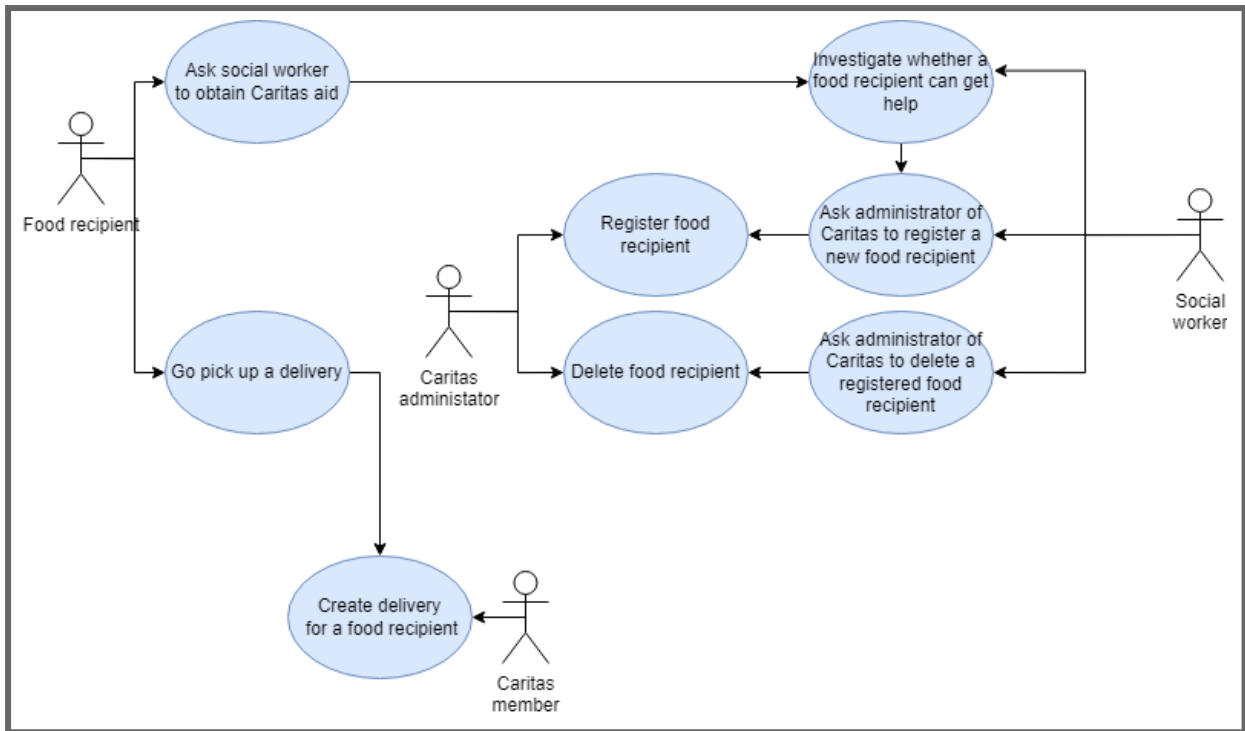 Ask social worker
to obtain Caritas aid
Investigate whether a
food recipient can get
help
Food recipient
Register food
recipient
Ask administrator of
Caritas to register a
new food recipient
Social
worker
Go pick up a delivery
Caritas
administator
Delete food recipient
Ask administrator of
Caritas to delete a
registered food
recipient
Create delivery
for a food recipient
Caritas
member